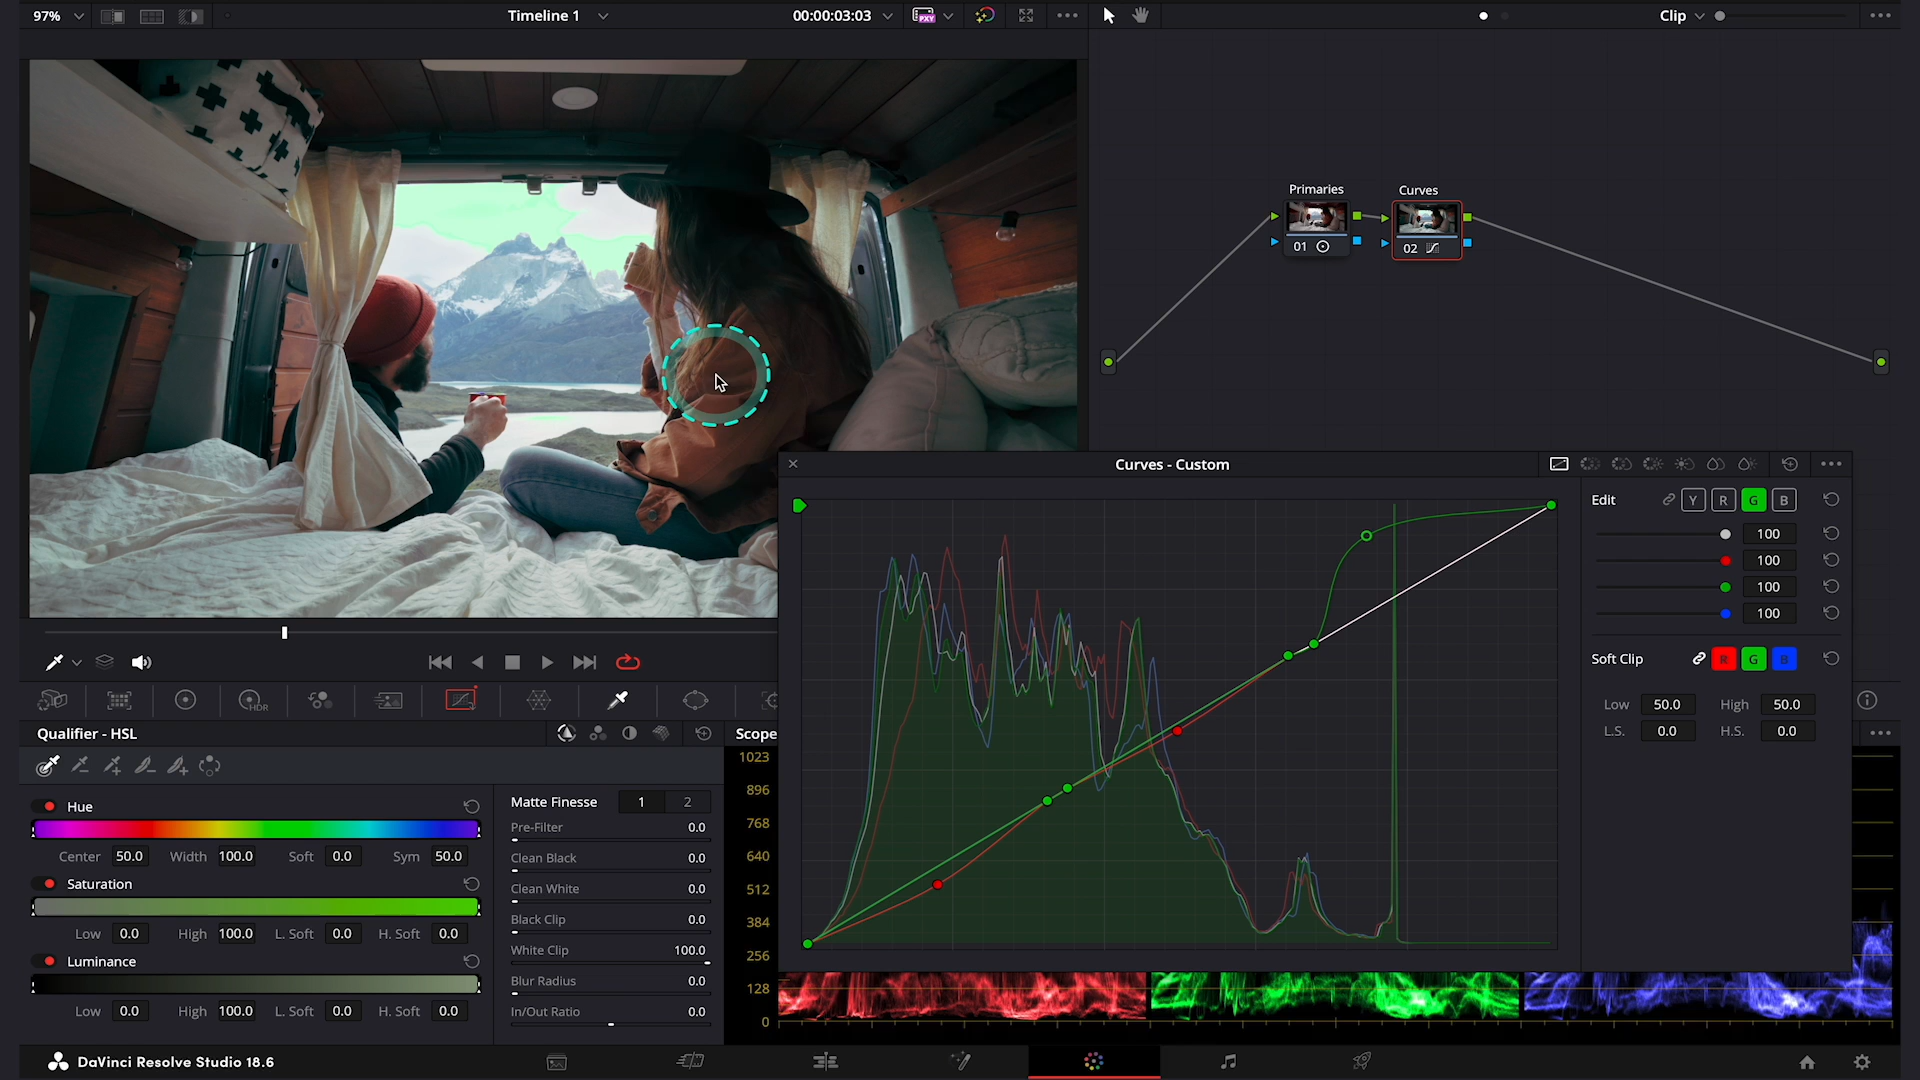 97%
Timeline 1
00:00:03:03
PXY
Clip
Primaries
Curves
01
02
Curves - Custom
Edit
Y R G B
100
100
100
100
Soft Clip
R G B
Low 50.0 High 50.0
L.S. 0.0 H.S. 0.0
HDR
Qualifier - HSL
Hue
Center 50.0 Width 100.0 Soft 0.0 Sym 50.0
Saturation
Low 0.0 High 100.0 L. Soft 0.0 H. Soft 0.0
Luminance
Low 0.0 High 100.0 L. Soft 0.0 H. Soft 0.0
Matte Finesse 1 2
Pre-Filter 0.0
Clean Black 0.0
Clean White 0.0
Black Clip 0.0
White Clip 100.0
Blur Radius 0.0
In/Out Ratio 0.0
Scope
1023
896
768
640
512
384
256
128
0
DaVinci Resolve Studio 18.6